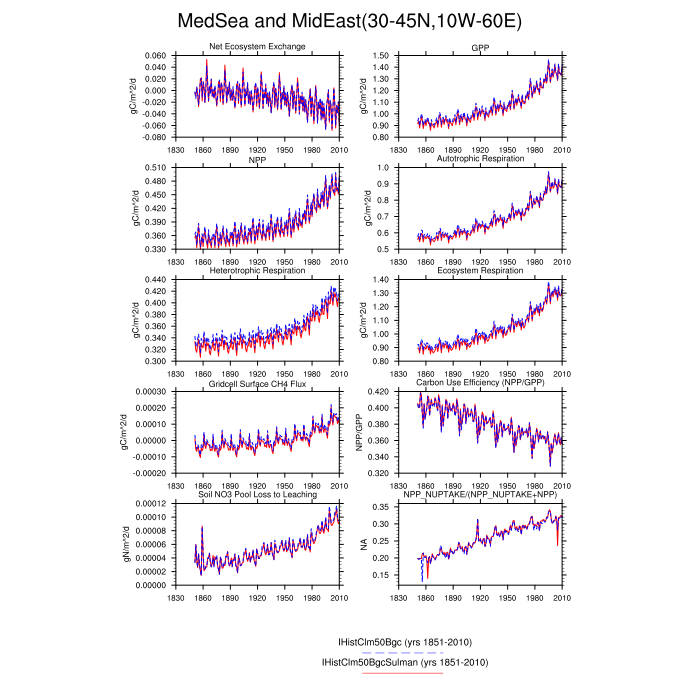 MedSea and MidEast(30-45N,10W-60E)
Net Ecosystem Exchange
gC/m^2/d
0.060
0.040
0.020
0.000
-0.020
-0.040
-0.060
-0.080
1830 1860 1890 1920 1950 1980 2010
GPP
gC/m^2/d
1.50
1.40
1.30
1.20
1.10
1.00
0.90
0.80
1830 1860 1890 1920 1950 1980 2010
NPP
gC/m^2/d
0.510
0.480
0.450
0.420
0.390
0.360
0.330
1830 1860 1890 1920 1950 1980 2010
Autotrophic Respiration
gC/m^2/d
1.0
0.9
0.8
0.7
0.6
0.5
1830 1860 1890 1920 1950 1980 2010
Heterotrophic Respiration
gC/m^2/d
0.440
0.420
0.400
0.380
0.360
0.340
0.320
0.300
1830 1860 1890 1920 1950 1980 2010
Ecosystem Respiration
gC/m^2/d
1.40
1.30
1.20
1.10
1.00
0.90
0.80
1830 1860 1890 1920 1950 1980 2010
Gridcell Surface CH4 Flux
gC/m^2/d
0.00030
0.00020
0.00010
0.00000
-0.00010
-0.00020
1830 1860 1890 1920 1950 1980 2010
Carbon Use Efficiency (NPP/GPP)
NPP/GPP
0.420
0.400
0.380
0.360
0.340
0.320
1830 1860 1890 1920 1950 1980 2010
Soil NO3 Pool Loss to Leaching
gN/m^2/d
0.00012
0.00010
0.00008
0.00006
0.00004
0.00002
0.00000
1830 1860 1890 1920 1950 1980 2010
NPP_NUPTAKE/(NPP_NUPTAKE+NPP)
NA
0.35
0.30
0.25
0.20
0.15
1830 1860 1890 1920 1950 1980 2010
IHistClm50Bgc (yrs 1851-2010)
IHistClm50BgcSulman (yrs 1851-2010)